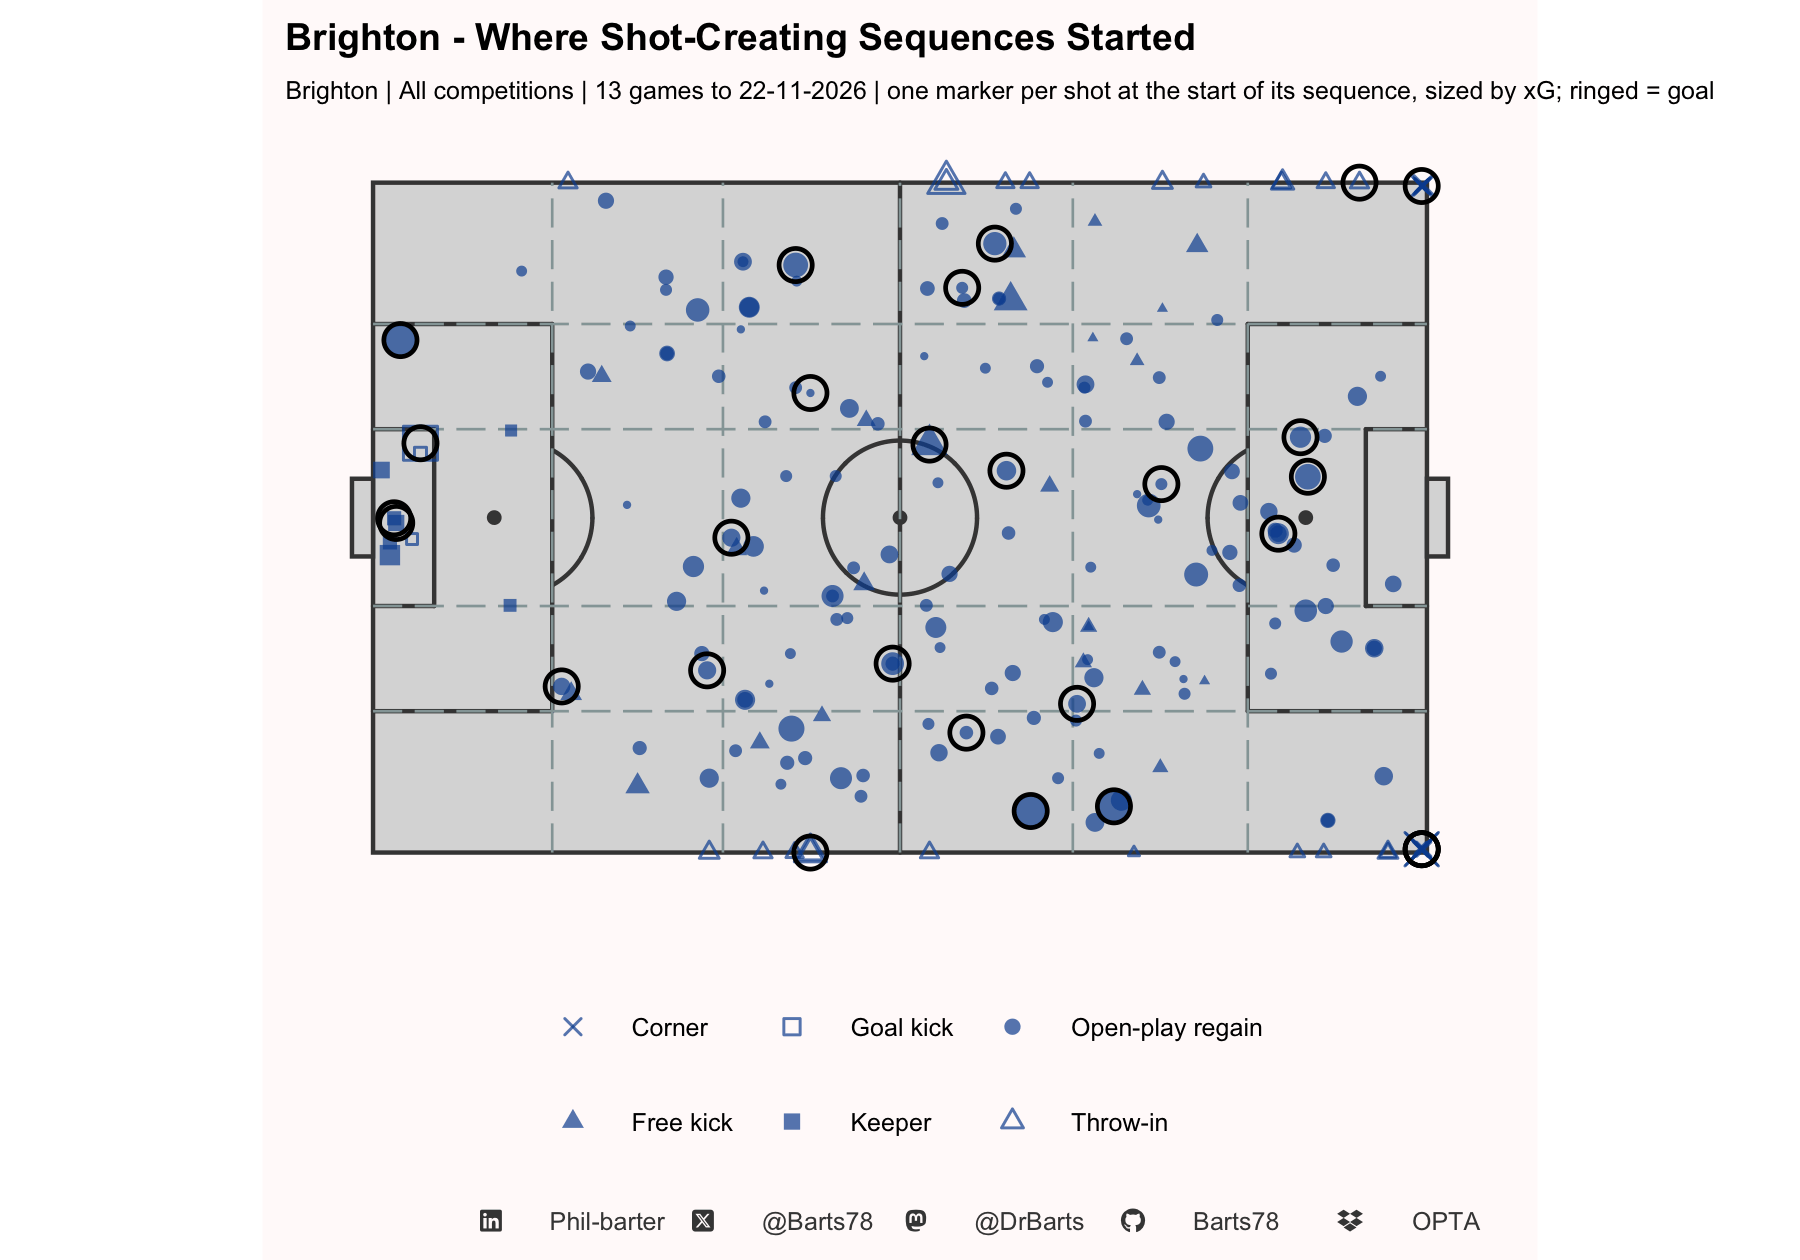 Brighton - Where Shot-Creating Sequences Started
Brighton | All competitions | 13 games to 22-11-2026 | one marker per shot at the start of its sequence, sized by xG; ringed = goal
Corner
Goal kick
Open-play regain
Free kick
Keeper
Throw-in
Phil-barter
@Barts78
@DrBarts
Barts78
OPTA